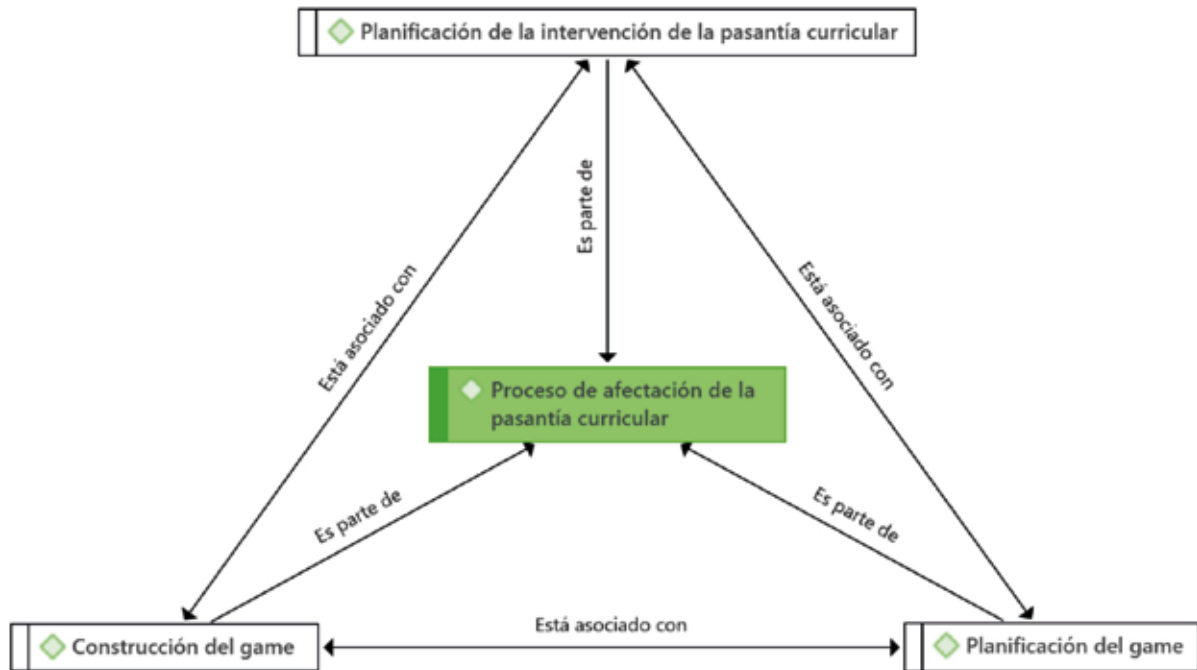 Planificación de la intervención de la pasantía curricular
Es parte de
Está asociado con
Está asociado con
Proceso de afectación de la
pasantía curricular
Es parte de
Es parte de
Está asociado con
Construcción del game
Planificación del game